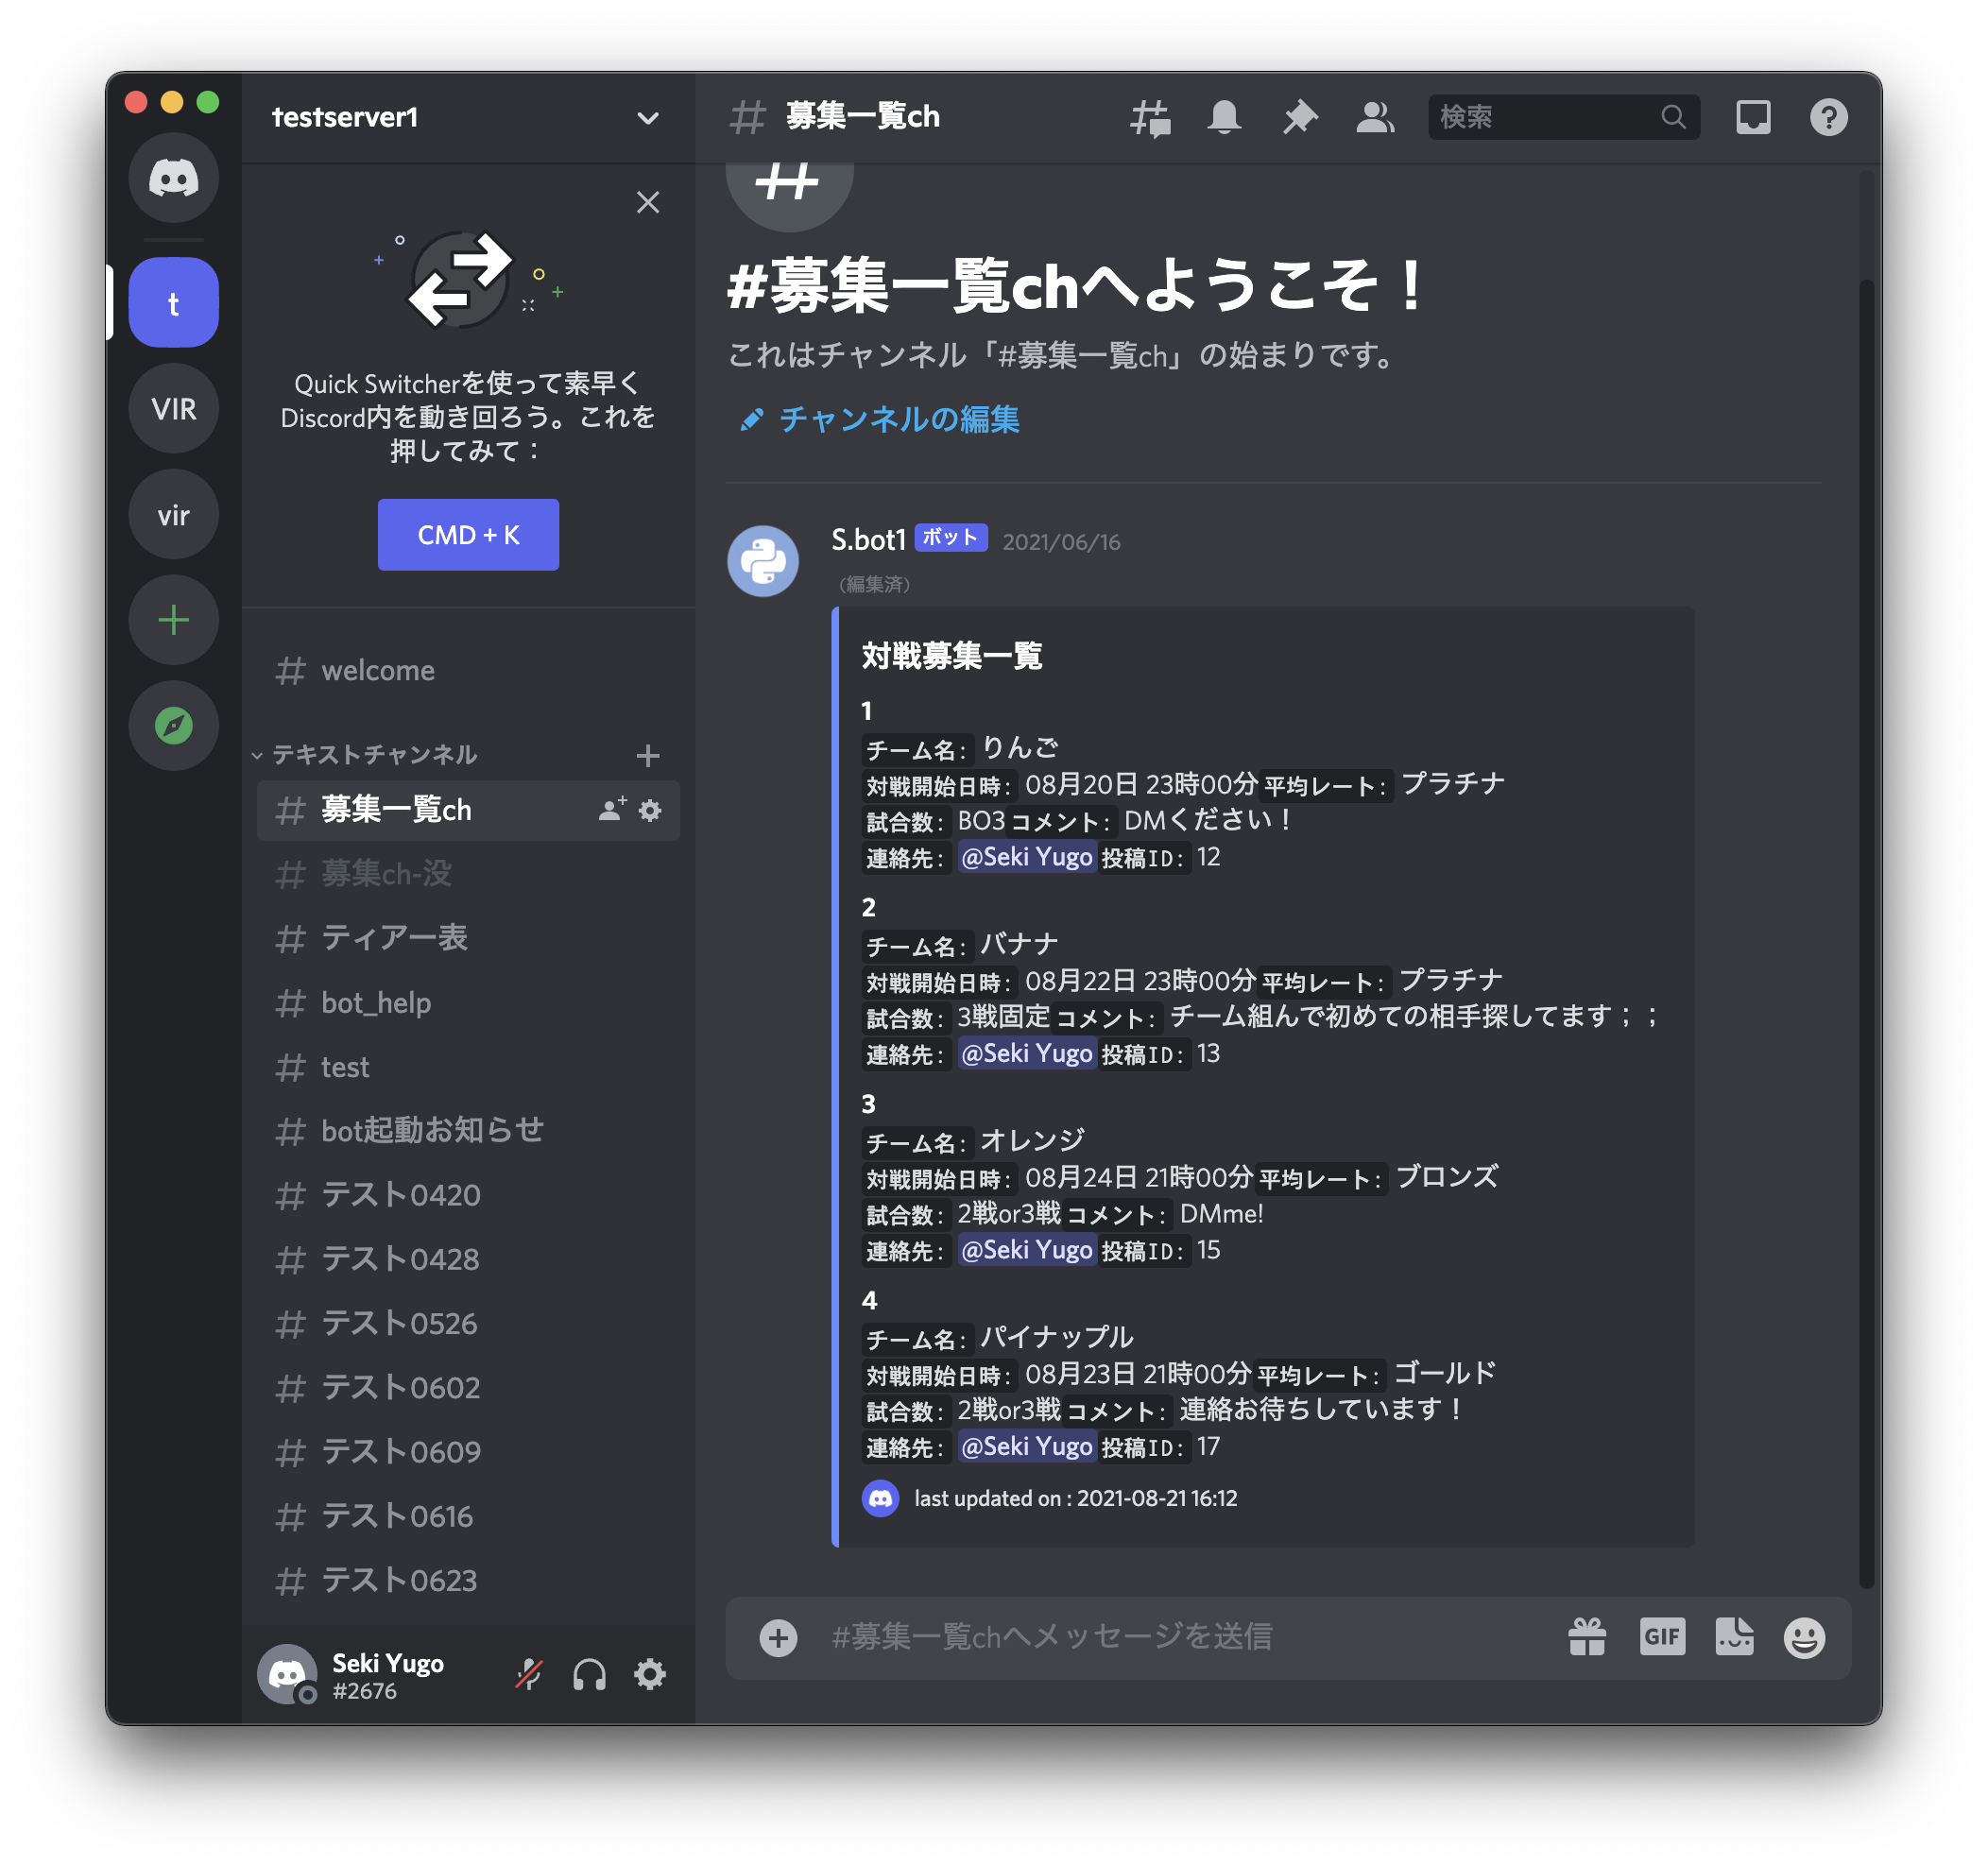 testserver1
t
VIR
vir
Quick Switcherを使って素早く
Discord内を動き回ろう。これを
押してみて：
CMD + K
# welcome
テキストチャンネル
# 募集一覧ch
# 募集ch-没
# ティアー表
# bot_help
# test
# bot起動お知らせ
# テスト0420
# テスト0428
# テスト0526
# テスト0602
# テスト0609
# テスト0616
# テスト0623
Seki Yugo
#2676
# 募集一覧ch
検索
#
#募集一覧chへようこそ！
これはチャンネル「#募集一覧ch」の始まりです。
チャンネルの編集
S.bot1 ボット 2021/06/16
(編集済)
対戦募集一覧
1
チーム名: りんご
対戦開始日時: 08月20日 23時00分 平均レート: プラチナ
試合数: BO3 コメント: DMください！
連絡先: @Seki Yugo 投稿ID: 12
2
チーム名: バナナ
対戦開始日時: 08月22日 23時00分 平均レート: プラチナ
試合数: 3戦固定 コメント: チーム組んで初めての相手探してます；；
連絡先: @Seki Yugo 投稿ID: 13
3
チーム名: オレンジ
対戦開始日時: 08月24日 21時00分 平均レート: ブロンズ
試合数: 2戦or3戦 コメント: DMme!
連絡先: @Seki Yugo 投稿ID: 15
4
チーム名: パイナップル
対戦開始日時: 08月23日 21時00分 平均レート: ゴールド
試合数: 2戦or3戦 コメント: 連絡お待ちしています！
連絡先: @Seki Yugo 投稿ID: 17
last updated on : 2021-08-21 16:12
#募集一覧chへメッセージを送信
GIF